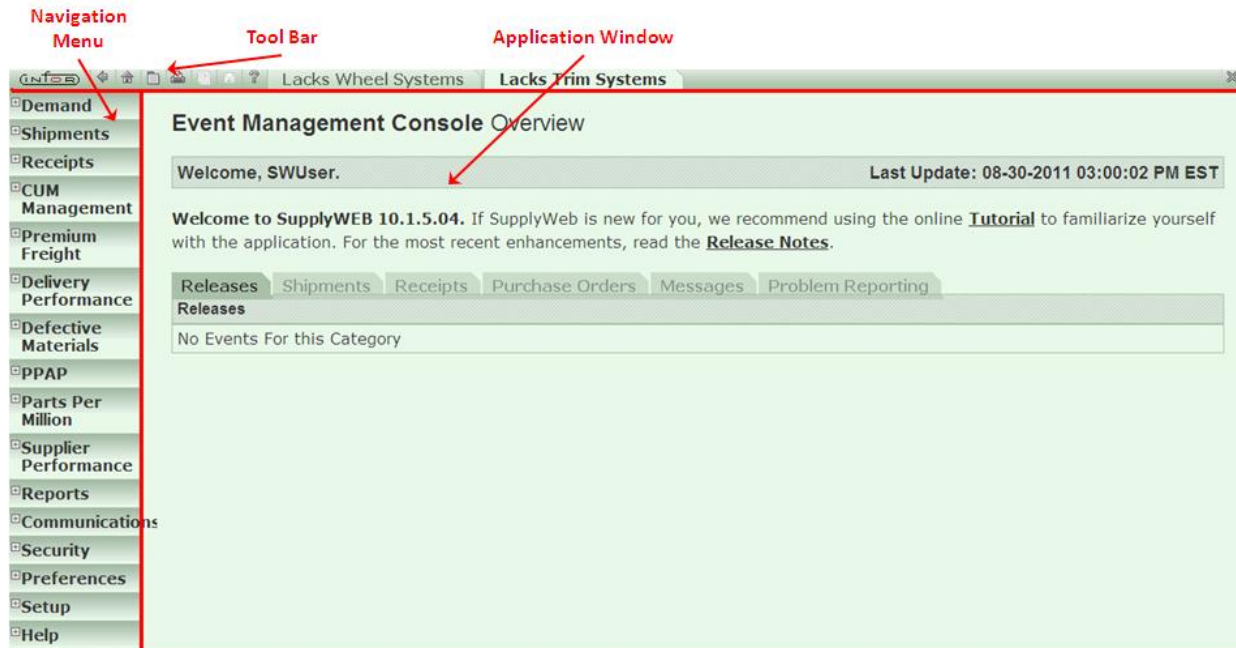 Navigation
Menu
Tool Bar
Application Window
infor ? Lacks Wheel Systems Lacks Trim Systems
Demand
Shipments
Receipts
CUM
Management
Premium
Freight
Delivery
Performance
Defective
Materials
PPAP
Parts Per
Million
Supplier
Performance
Reports
Communications
Security
Preferences
Setup
Help
Event Management Console Overview
Welcome, SWUser. Last Update: 08-30-2011 03:00:02 PM EST
Welcome to SupplyWEB 10.1.5.04. If SupplyWeb is new for you, we recommend using the online Tutorial to familiarize yourself
with the application. For the most recent enhancements, read the Release Notes.
Releases Shipments Receipts Purchase Orders Messages Problem Reporting
Releases
No Events For this Category